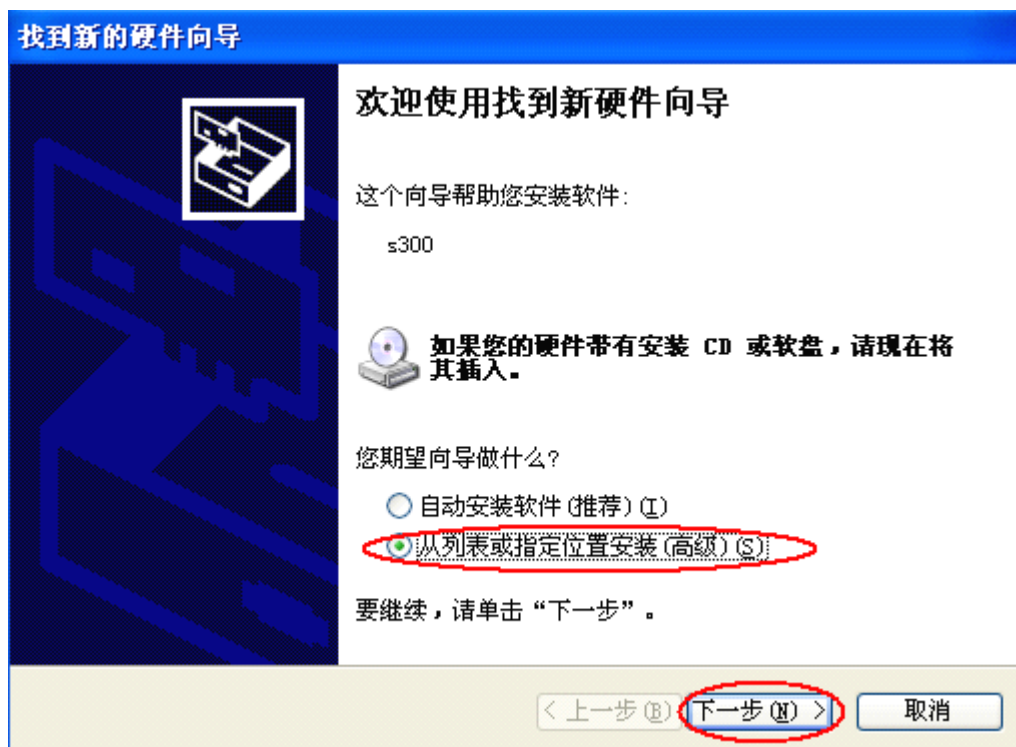 找到新的硬件向导
欢迎使用找到新硬件向导
这个向导帮助您安装软件:
s300
如果您的硬件带有安装 CD 或软盘，请现在将
其插入。
您期望向导做什么?
自动安装软件(推荐)(I)
从列表或指定位置安装(高级)(S)
要继续，请单击“下一步”。
< 上一步(B) 下一步(N) > 取消